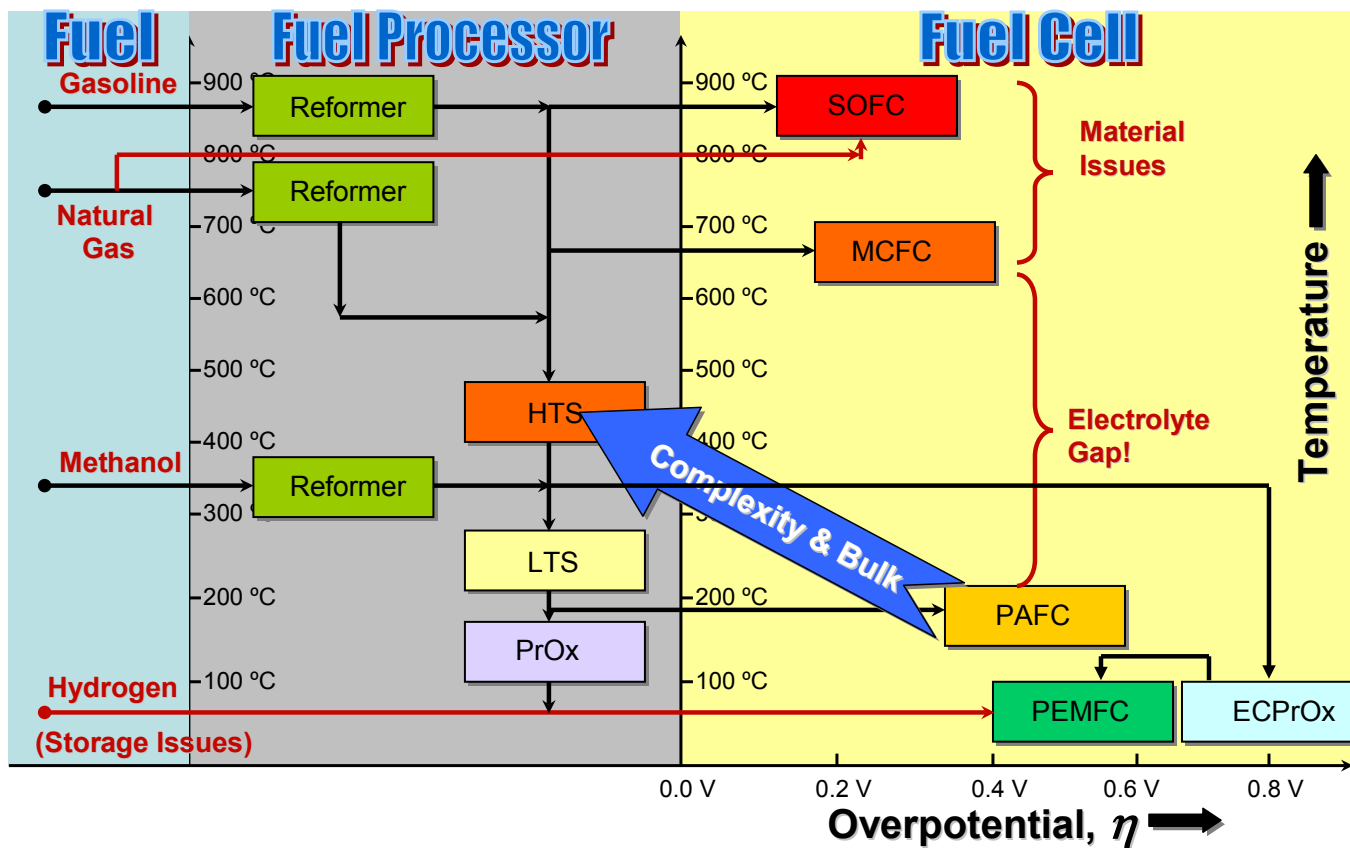 Fuel
Fuel Processor
Fuel Cell
Gasoline
Natural
Gas
Methanol
Hydrogen
(Storage Issues)
900 ºC
800 ºC
700 ºC
600 ºC
500 ºC
400 ºC
300 ºC
200 ºC
100 ºC
Reformer
Reformer
HTS
Reformer
LTS
PrOx
900 ºC
800 ºC
700 ºC
600 ºC
500 ºC
400 ºC
200 ºC
100 ºC
SOFC
MCFC
PAFC
PEMFC
ECPrOx
Complexity & Bulk
Material
Issues
Electrolyte
Gap!
Temperature
0.0 V
0.2 V
0.4 V
0.6 V
0.8 V
Overpotential, η